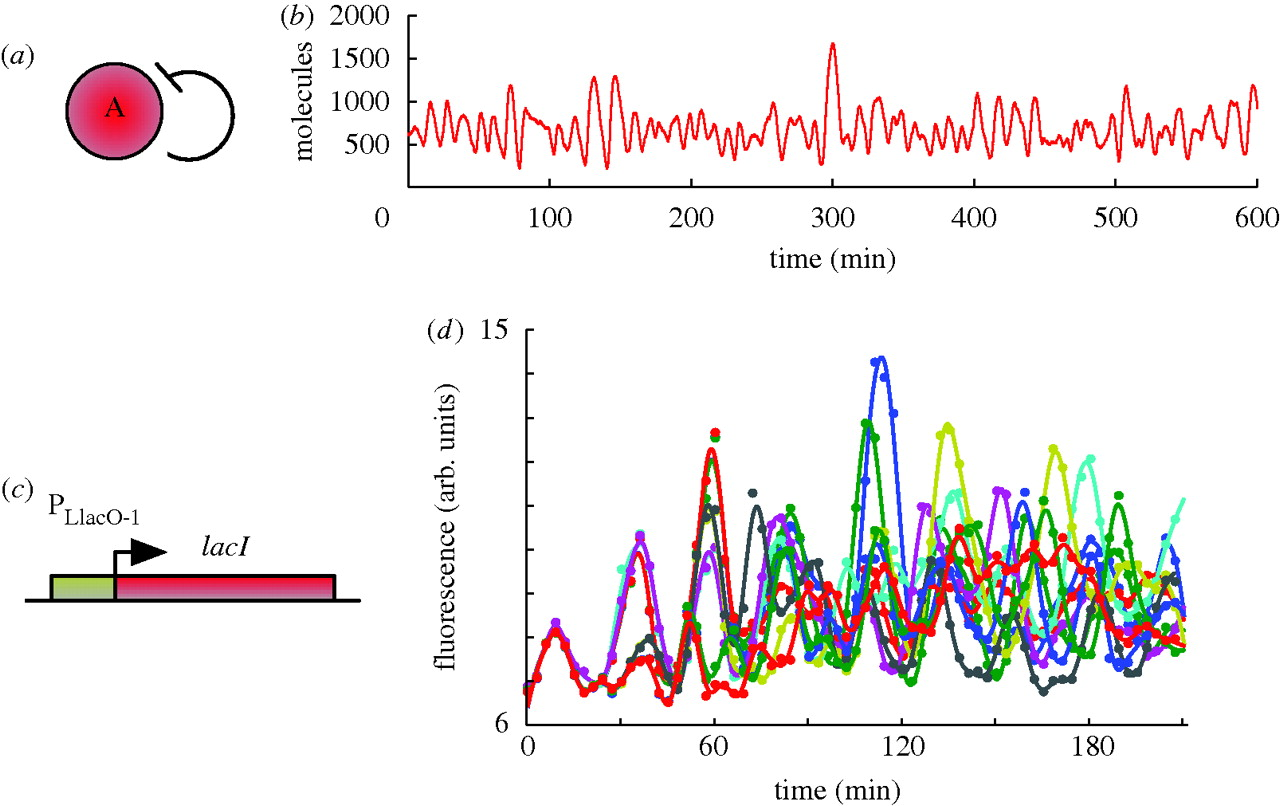 (a)
A
(b)
2000
1500
1000
500
molecules
0 100 200 300 400 500 600
time (min)
(c)
PLlacO-1
lacI
(d)
15
6
fluorescence (arb. units)
0 60 120 180
time (min)